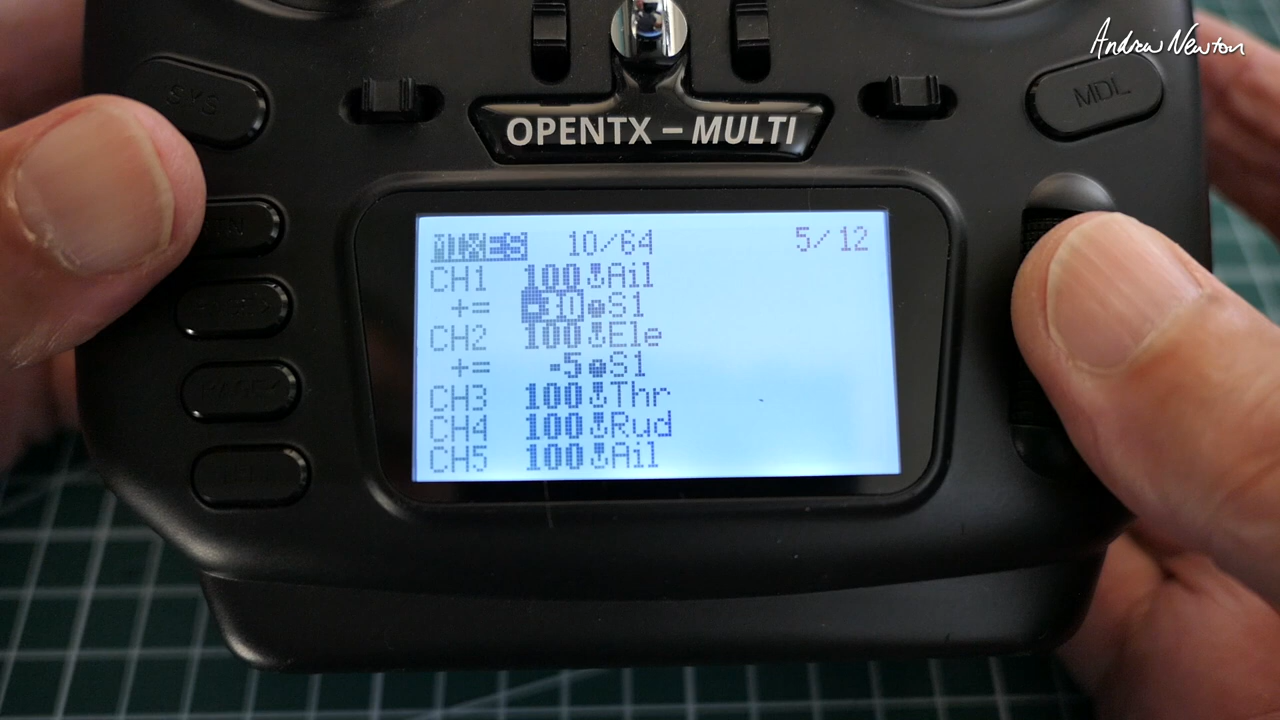 Andrew Newton
SYS
MDL
OPENTX – MULTI
MIXES 10/64 5/12
CH1 100 Ail
+= S1
CH2 100 Ele
+= -5 S1
CH3 100 Thr
CH4 100 Rud
CH5 100 Ail